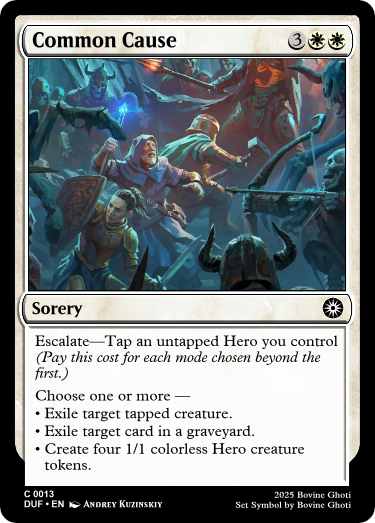 Common Cause 3
Sorcery
Escalate—Tap an untapped Hero you control
(Pay this cost for each mode chosen beyond the
first.)
Choose one or more —
• Exile target tapped creature.
• Exile target card in a graveyard.
• Create four 1/1 colorless Hero creature
tokens.
C 0013
DUF • EN Andrey Kuzinskiy
2025 Bovine Ghoti
Set Symbol by Bovine Ghoti